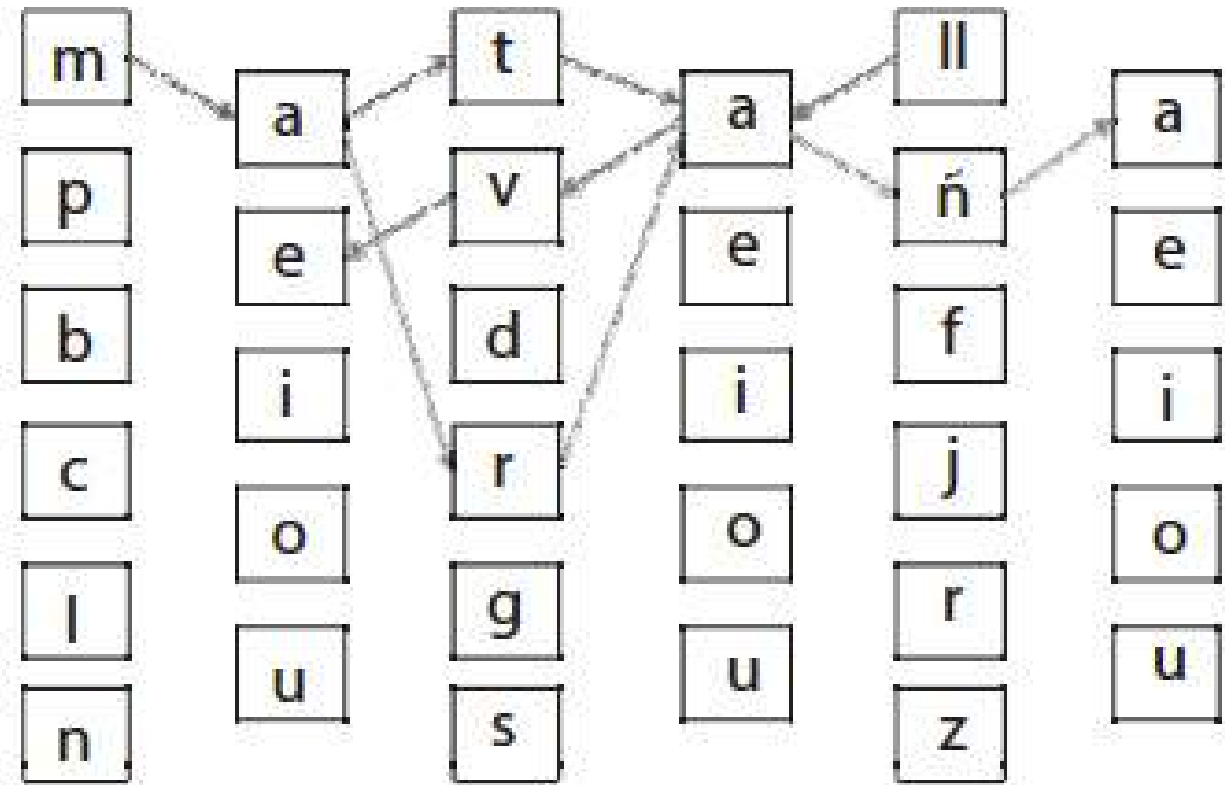 m t ll
a a a
p v ñ
e e e
b d f
i i i
c r j
o o o
l g r
u u u
n s z